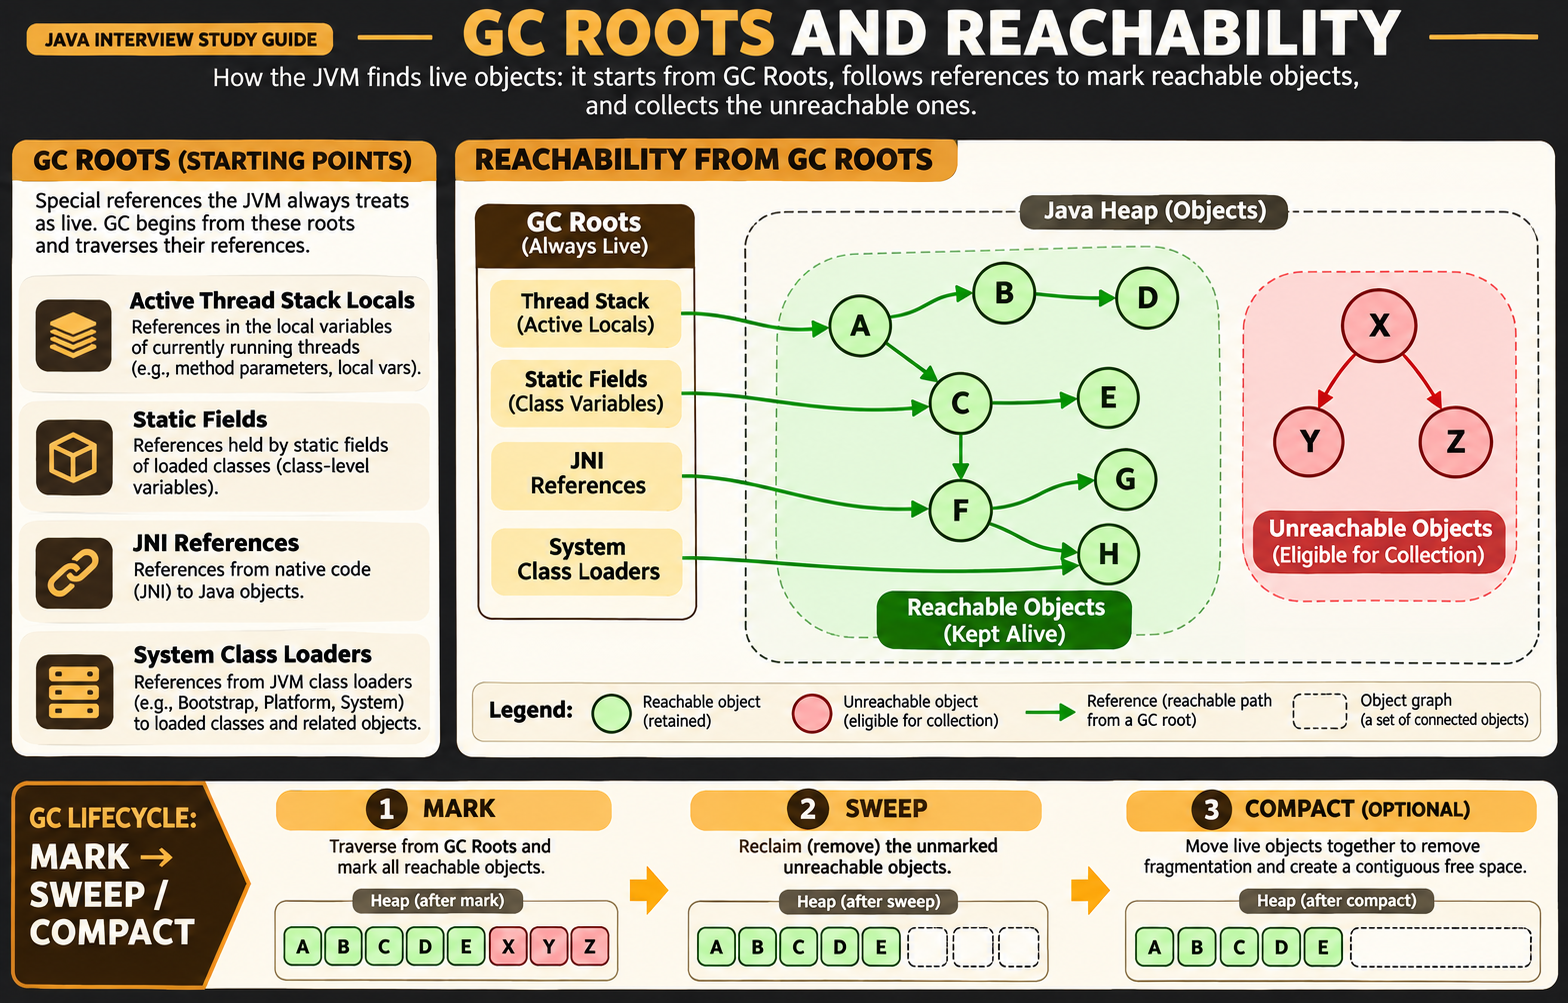 JAVA INTERVIEW STUDY GUIDE
GC ROOTS AND REACHABILITY
How the JVM finds live objects: it starts from GC Roots, follows references to mark reachable objects,
and collects the unreachable ones.
GC ROOTS (STARTING POINTS)
Special references the JVM always treats
as live. GC begins from these roots
and traverses their references.
Active Thread Stack Locals
References in the local variables
of currently running threads
(e.g., method parameters, local vars).
Static Fields
References held by static fields
of loaded classes (class-level
variables).
JNI References
References from native code
(JNI) to Java objects.
System Class Loaders
References from JVM class loaders
(e.g., Bootstrap, Platform, System)
to loaded classes and related objects.
REACHABILITY FROM GC ROOTS
GC Roots
(Always Live)
Thread Stack
(Active Locals)
Static Fields
(Class Variables)
JNI
References
System
Class Loaders
Java Heap (Objects)
A
B
D
C
E
F
G
H
Reachable Objects
(Kept Alive)
X
Y
Z
Unreachable Objects
(Eligible for Collection)
Legend:
Reachable object
(retained)
Unreachable object
(eligible for collection)
Reference (reachable path
from a GC root)
Object graph
(a set of connected objects)
GC LIFECYCLE:
MARK →
SWEEP /
COMPACT
1 MARK
Traverse from GC Roots and
mark all reachable objects.
Heap (after mark)
A B C D E X Y Z
2 SWEEP
Reclaim (remove) the unmarked
unreachable objects.
Heap (after sweep)
A B C D E
3 COMPACT (OPTIONAL)
Move live objects together to remove
fragmentation and create a contiguous free space.
Heap (after compact)
A B C D E